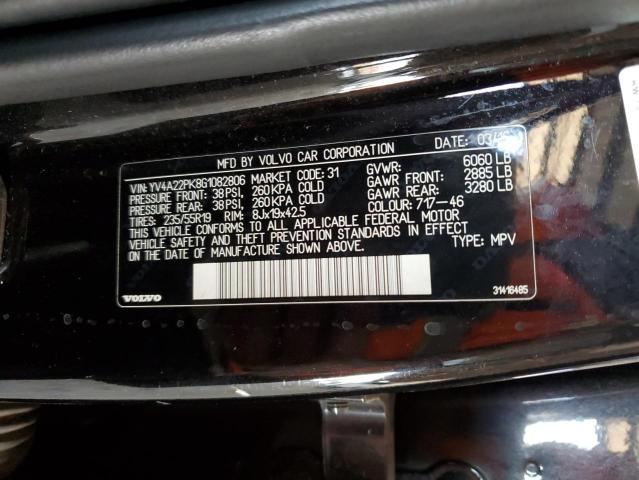 MFD BY VOLVO CAR CORPORATION DATE: 03/16
VIN: YV4A22PK8G1082806 MARKET CODE: 31 GVWR: 6060 LB
PRESSURE FRONT: 38 PSI, 260 KPA COLD GAWR FRONT: 2885 LB
PRESSURE REAR: 38 PSI, 260 KPA COLD GAWR REAR: 3280 LB
TIRES: 235/55R19 RIM: 8Jx19x42.5 COLOUR: 717-46
THIS VEHICLE CONFORMS TO ALL APPLICABLE FEDERAL MOTOR
VEHICLE SAFETY AND THEFT PREVENTION STANDARDS IN EFFECT
ON THE DATE OF MANUFACTURE SHOWN ABOVE. TYPE: MPV
VOLVO 31416485